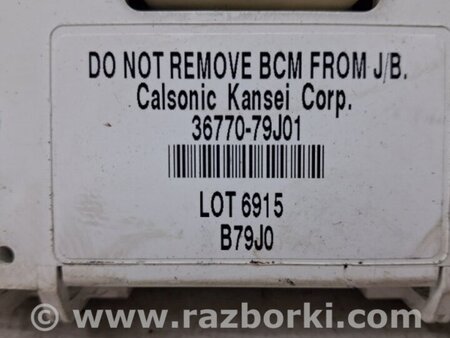 DO NOT REMOVE BCM FROM J/B.
Calsonic Kansei Corp.
36770-79J01
LOT 6915
B79J0
www.razborki.com